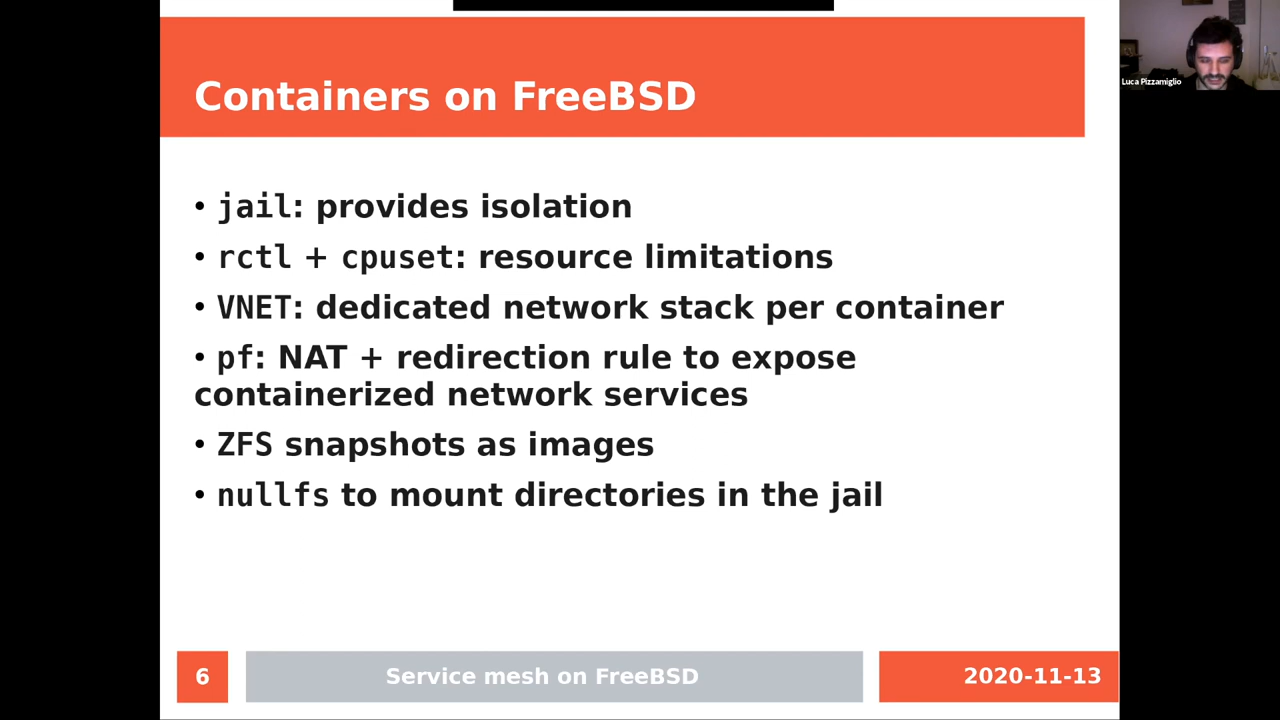 Containers on FreeBSD
Luca Pizzamiglio
• jail: provides isolation
• rctl + cpuset: resource limitations
• VNET: dedicated network stack per container
• pf: NAT + redirection rule to expose
containerized network services
• ZFS snapshots as images
• nullfs to mount directories in the jail
6
Service mesh on FreeBSD
2020-11-13